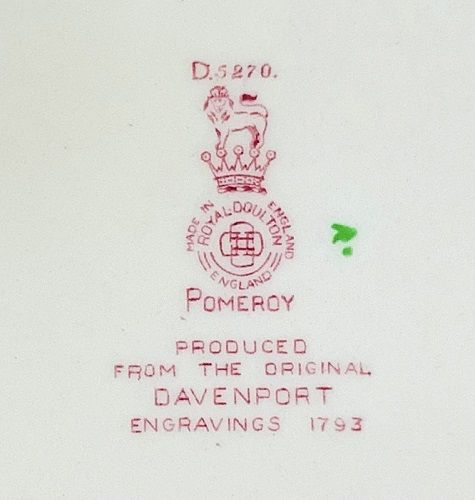 D.5270.
MADE IN ENGLAND
ROYAL·DOULTON
ENGLAND
POMEROY
PRODUCED
FROM THE ORIGINAL
DAVENPORT
ENGRAVINGS 1793